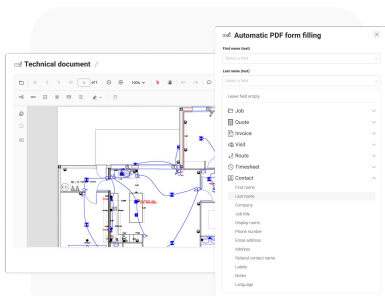 Technical document
1 of 1
100%
Automatic PDF form filling
First name (text)
Select a field
Last name (text)
Select a field
Leave field empty
Job
Quote
Invoice
Visit
Route
Timesheet
Contact
First name
Last name
Company
Job title
Display name
Phone number
Email address
Address
Related contact name
Labels
Notes
Language